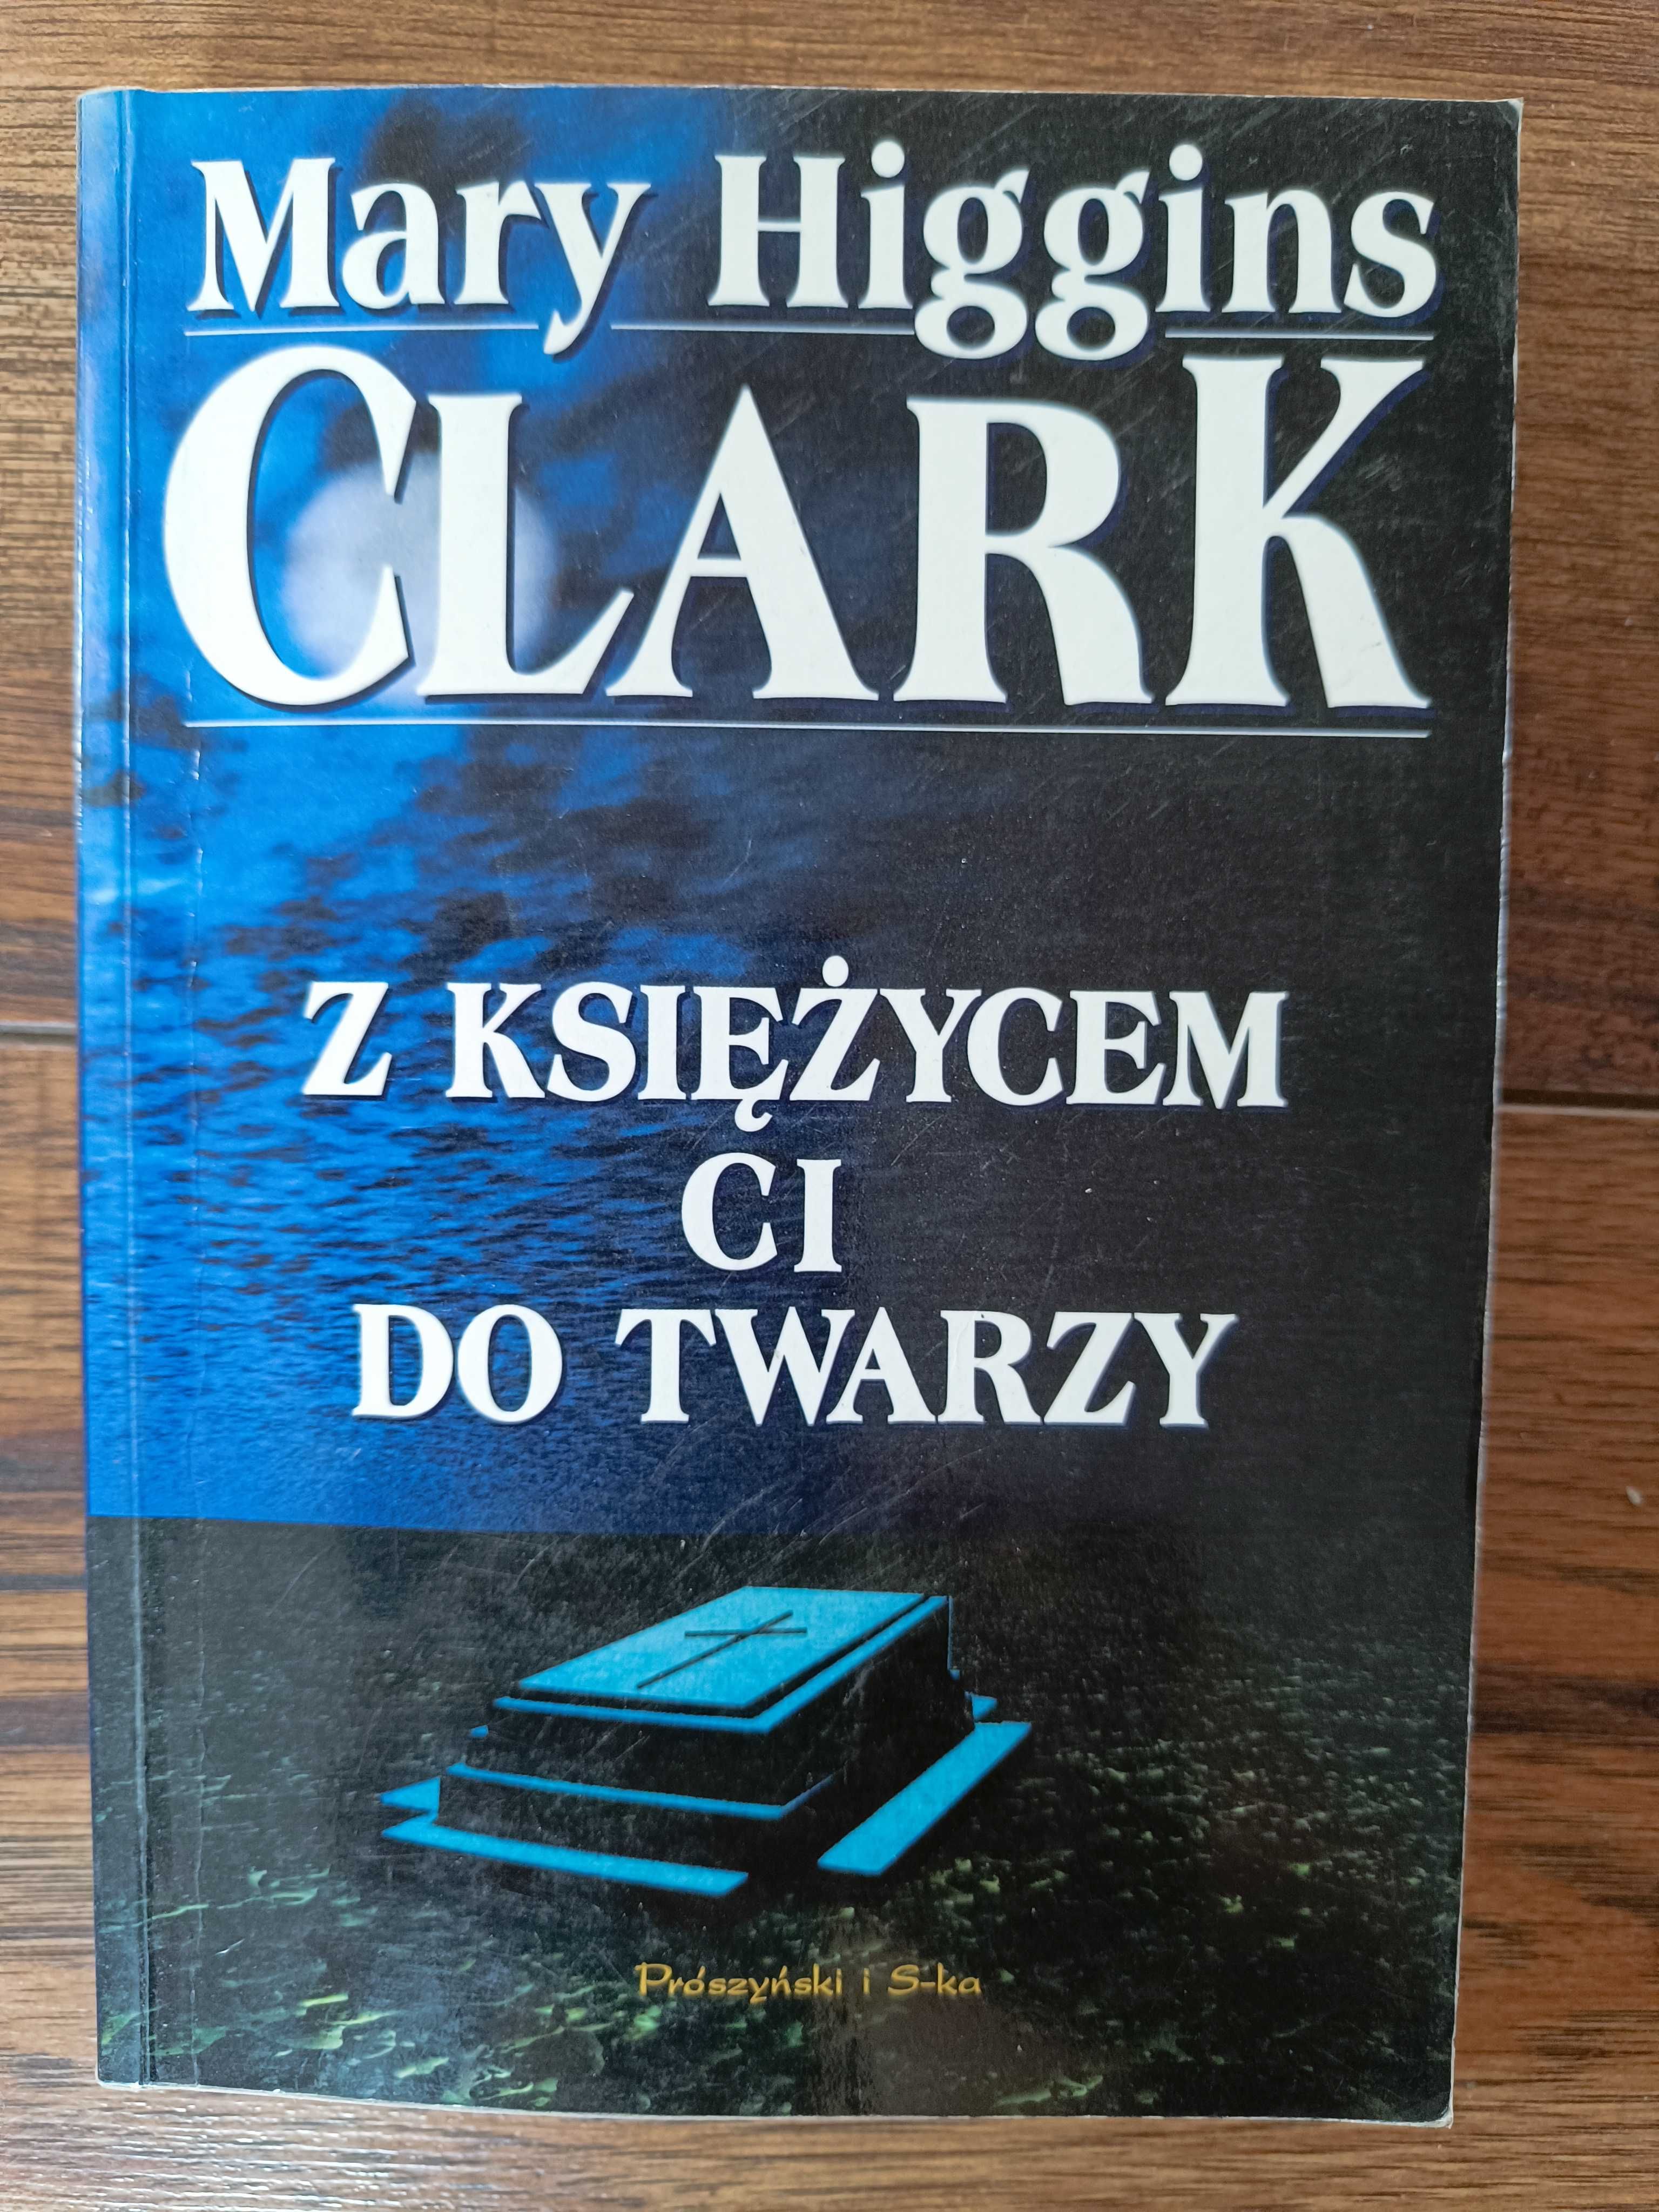 Mary Higgins
CLARK
Z KSIĘŻYCEM
CI
DO TWARZY
Prószyński i S-ka